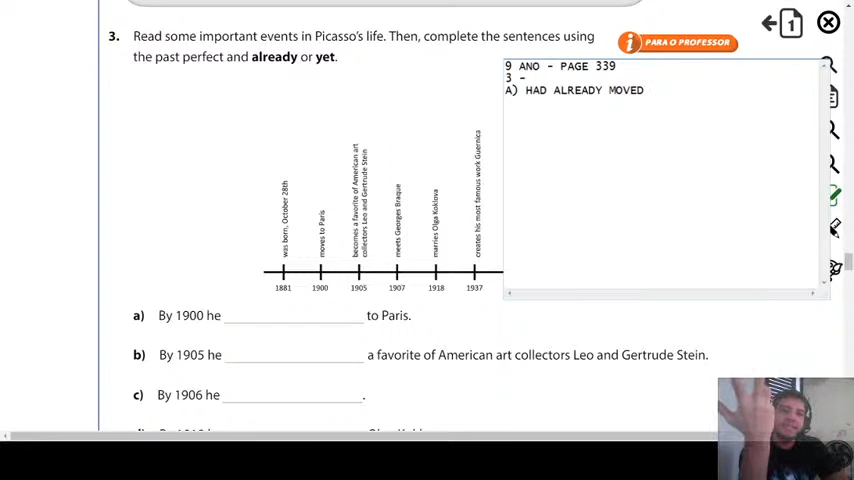 3. Read some important events in Picasso's life. Then, complete the sentences using
the past perfect and already or yet.
i PARA O PROFESSOR
1
9 ANO - PAGE 339
3 -
A) HAD ALREADY MOVED
was born, October 28th
moves to Paris
becomes a favorite of American art
collectors Leo and Gertrude Stein
meets Georges Braque
marries Olga Koklova
creates his most famous work Guernica
1881 1900 1905 1907 1918 1937
a) By 1900 he ____________________ to Paris.
b) By 1905 he ____________________ a favorite of American art collectors Leo and Gertrude Stein.
c) By 1906 he ____________________.